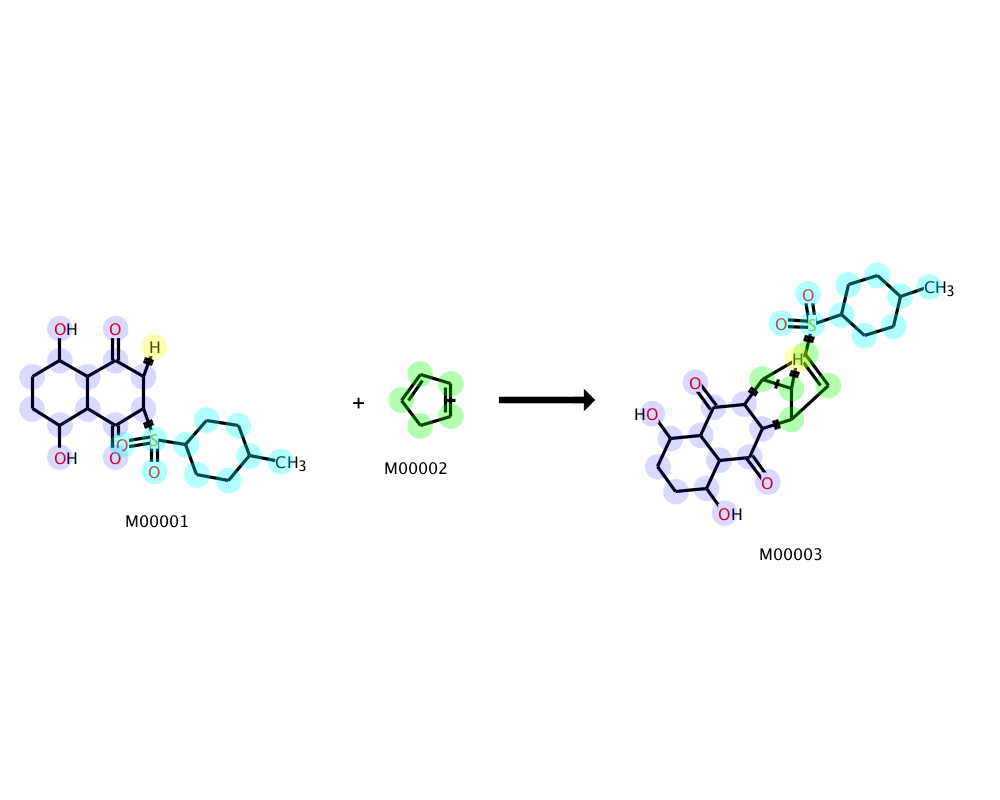 OH O H
O S
OH O O CH3
M00001
+
M00002
O
O S CH3
H
O
HO
O
OH
M00003